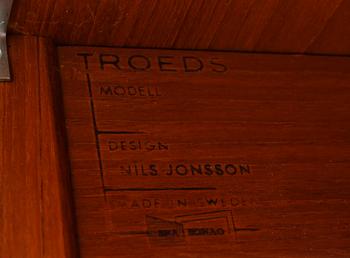 TROEDS
MODELL
DESIGN
NILS JONSSON
MADE IN SWEDEN